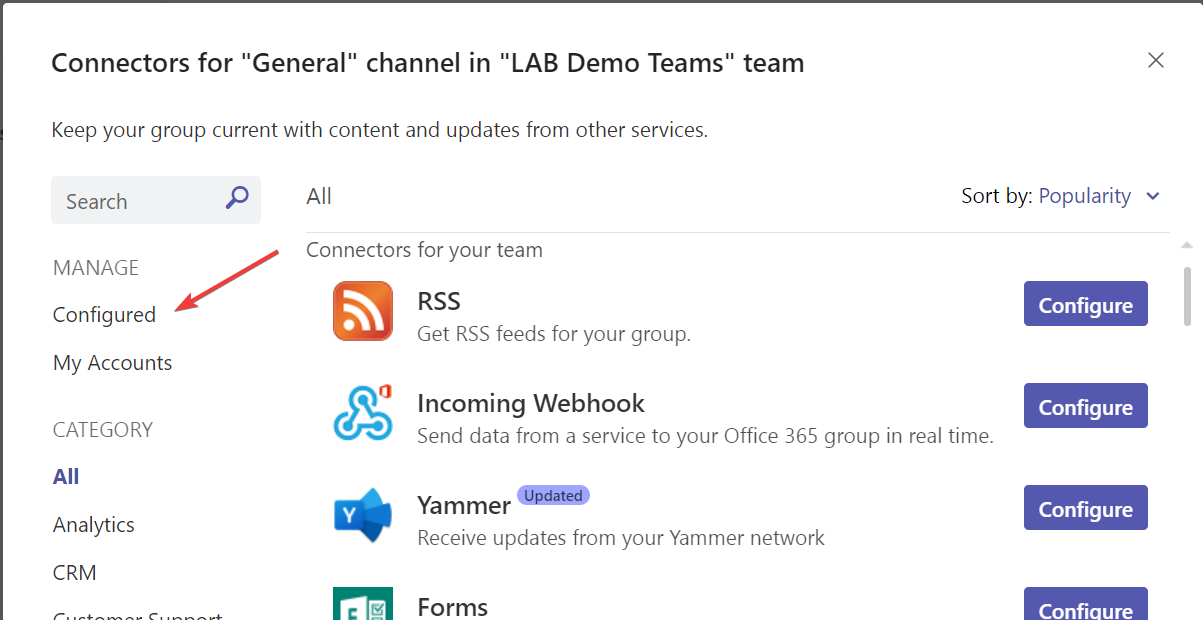 Connectors for "General" channel in "LAB Demo Teams" team
Keep your group current with content and updates from other services.
Search
All
Sort by: Popularity
MANAGE
Configured
My Accounts
CATEGORY
All
Analytics
CRM
Customer Support
Connectors for your team
RSS
Get RSS feeds for your group.
Configure
Incoming Webhook
Send data from a service to your Office 365 group in real time.
Configure
Yammer Updated
Receive updates from your Yammer network
Configure
Forms
Configure